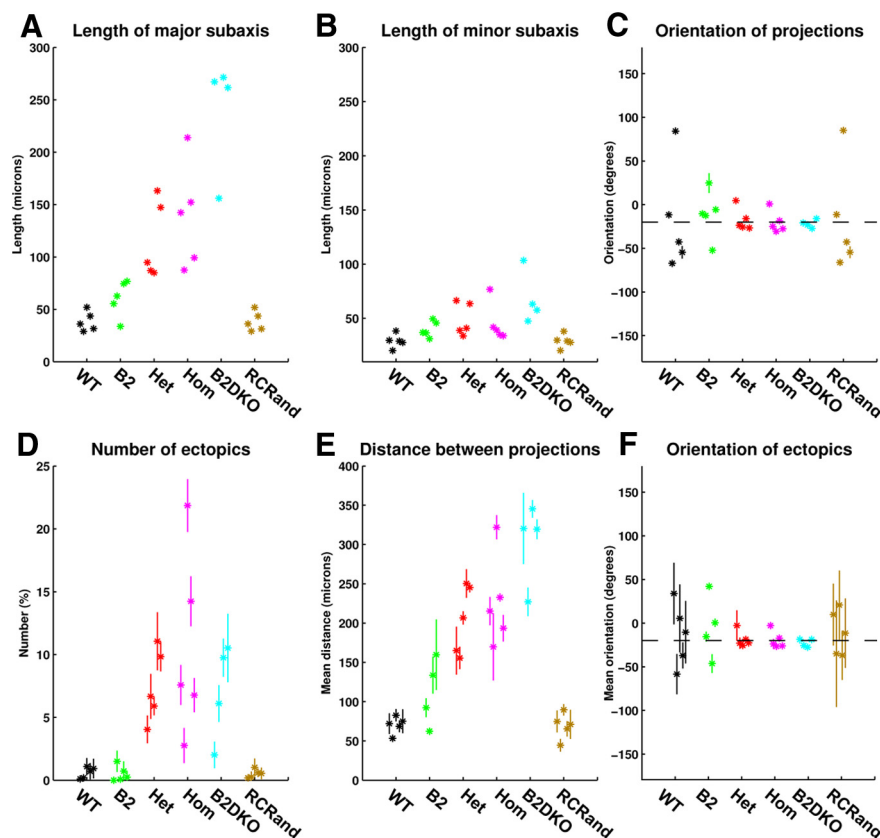 A Length of major subaxis
B Length of minor subaxis
C Orientation of projections
300
250
200
150
100
50
0
Length (microns)
WT B2 Het Hom B2DKO RCRand
300
250
200
150
100
50
Length (microns)
WT B2 Het Hom B2DKO RCRand
150
100
50
0
−50
−100
−150
Orientation (degrees)
WT B2 Het Hom B2DKO RCRand
D Number of ectopics
E Distance between projections
F Orientation of ectopics
25
20
15
10
5
0
Number (%)
WT B2 Het Hom B2DKO RCRand
400
350
300
250
200
150
100
50
0
Mean distance (microns)
WT B2 Het Hom B2DKO RCRand
150
100
50
0
−50
−100
−150
Mean orientation (degrees)
WT B2 Het Hom B2DKO RCRand